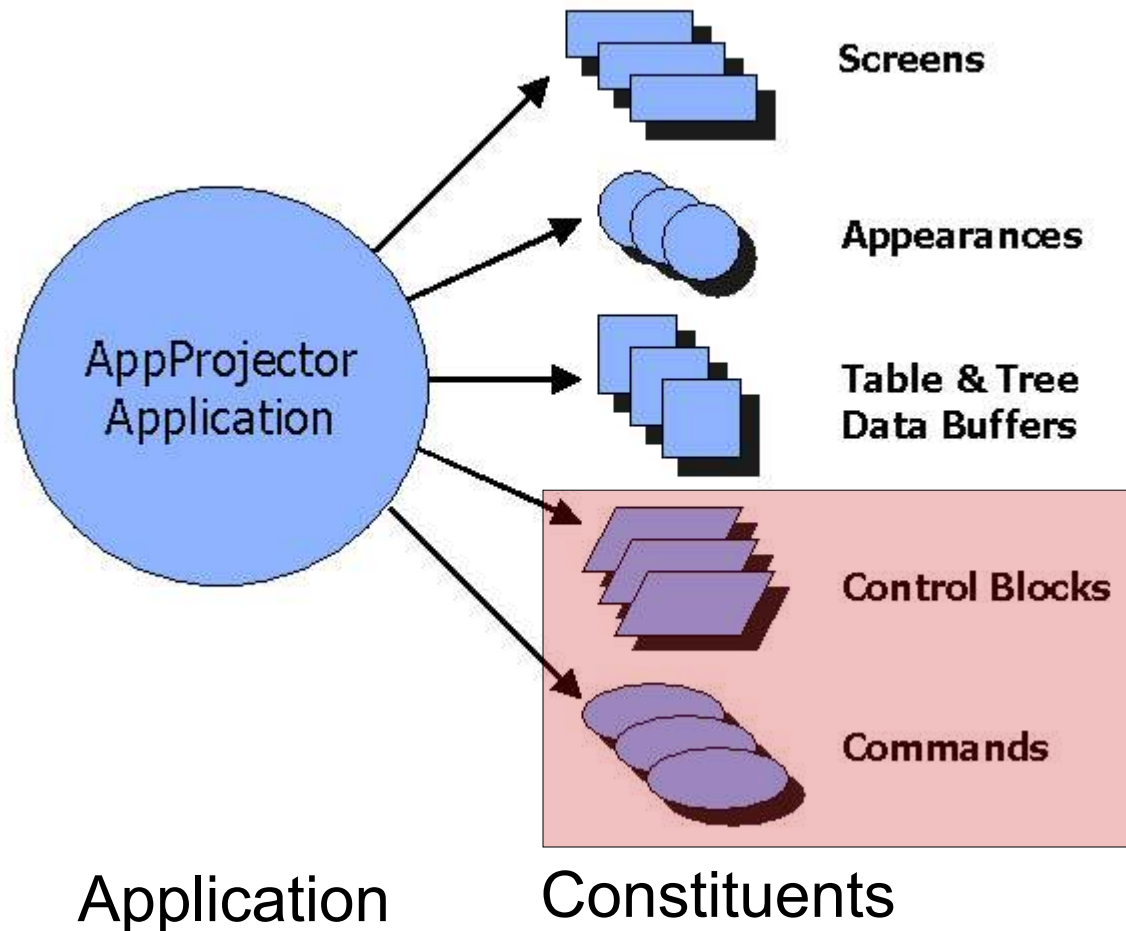 Screens
Appearances
AppProjector
Application
Table & Tree
Data Buffers
Control Blocks
Commands
Application
Constituents